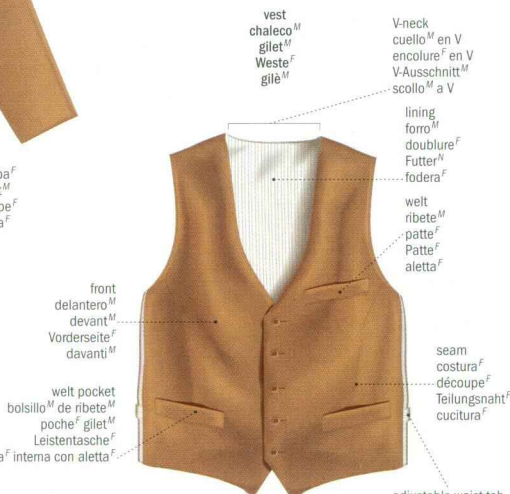 vest
chaleco M
gilet M
Weste F
gilè M
V-neck
cuello M en V
encolure F en V
V-Ausschnitt M
scollo M a V
lining
forro M
doublure F
Futter N
fodera F
welt
ribete M
patte F
Patte F
aletta F
front
delantero M
devant M
Vorderseite F
davanti M
seam
costura F
découpe F
Teilungsnaht F
cucitura F
welt pocket
bolsillo M de ribete M
poche F gilet M
Leistentasche F
F interna con aletta F